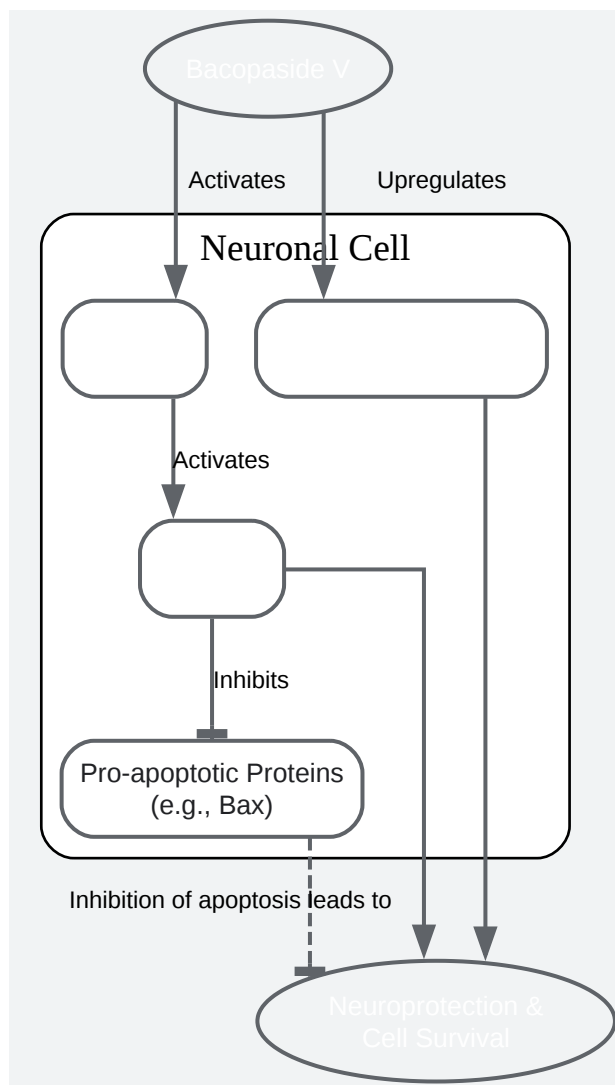 Bacopaside V
Activates
Upregulates
Neuronal Cell
Activates
Inhibits
Pro-apoptotic Proteins
(e.g., Bax)
Inhibition of apoptosis leads to
Neuroprotection &
Cell Survival